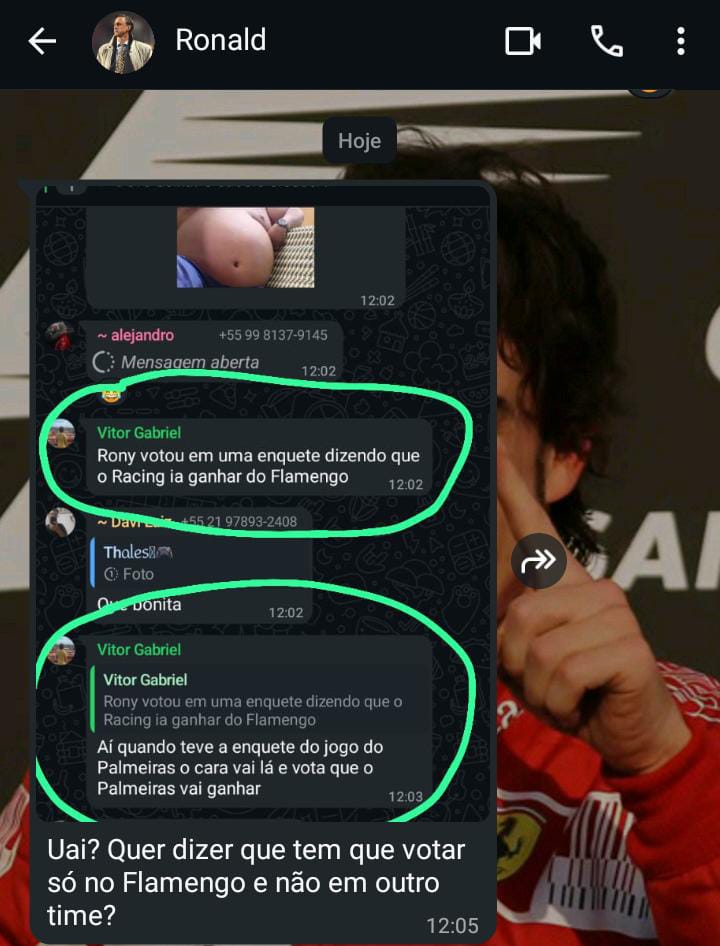 Ronald
Hoje
12:02
~ alejandro +55 99 8137-9145
Mensagem aberta 12:02
Vitor Gabriel
Rony votou em uma enquete dizendo que
o Racing ia ganhar do Flamengo 12:02
~ Davi Luiz +55 21 97893-2408
Thales
Foto
Que bonita 12:02
Vitor Gabriel
Vitor Gabriel
Rony votou em uma enquete dizendo que o
Racing ia ganhar do Flamengo
Aí quando teve a enquete do jogo do
Palmeiras o cara vai lá e vota que o
Palmeiras vai ganhar 12:03
Uai? Quer dizer que tem que votar
só no Flamengo e não em outro
time? 12:05